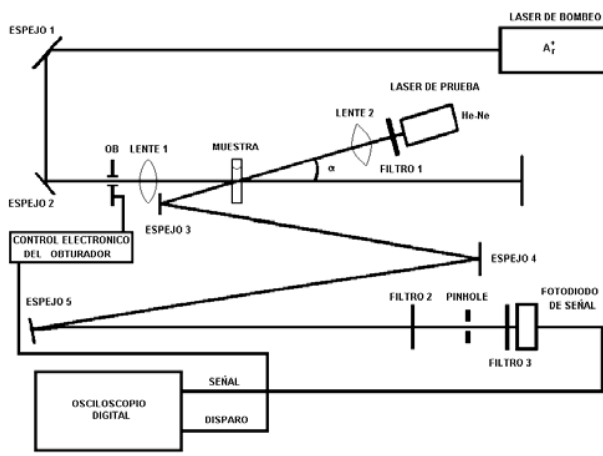 LASER DE BOMBEO
ESPEJO 1
Ar+
LASER DE PRUEBA
LENTE 2
He-Ne
OB
LENTE 1
MUESTRA
α
FILTRO 1
ESPEJO 2
ESPEJO 3
CONTROL ELECTRONICO
DEL OBTURADOR
ESPEJO 4
ESPEJO 5
FILTRO 2
PINHOLE
FOTODIODO
DE SEÑAL
FILTRO 3
SEÑAL
OSCILOSCOPIO
DIGITAL
DISPARO